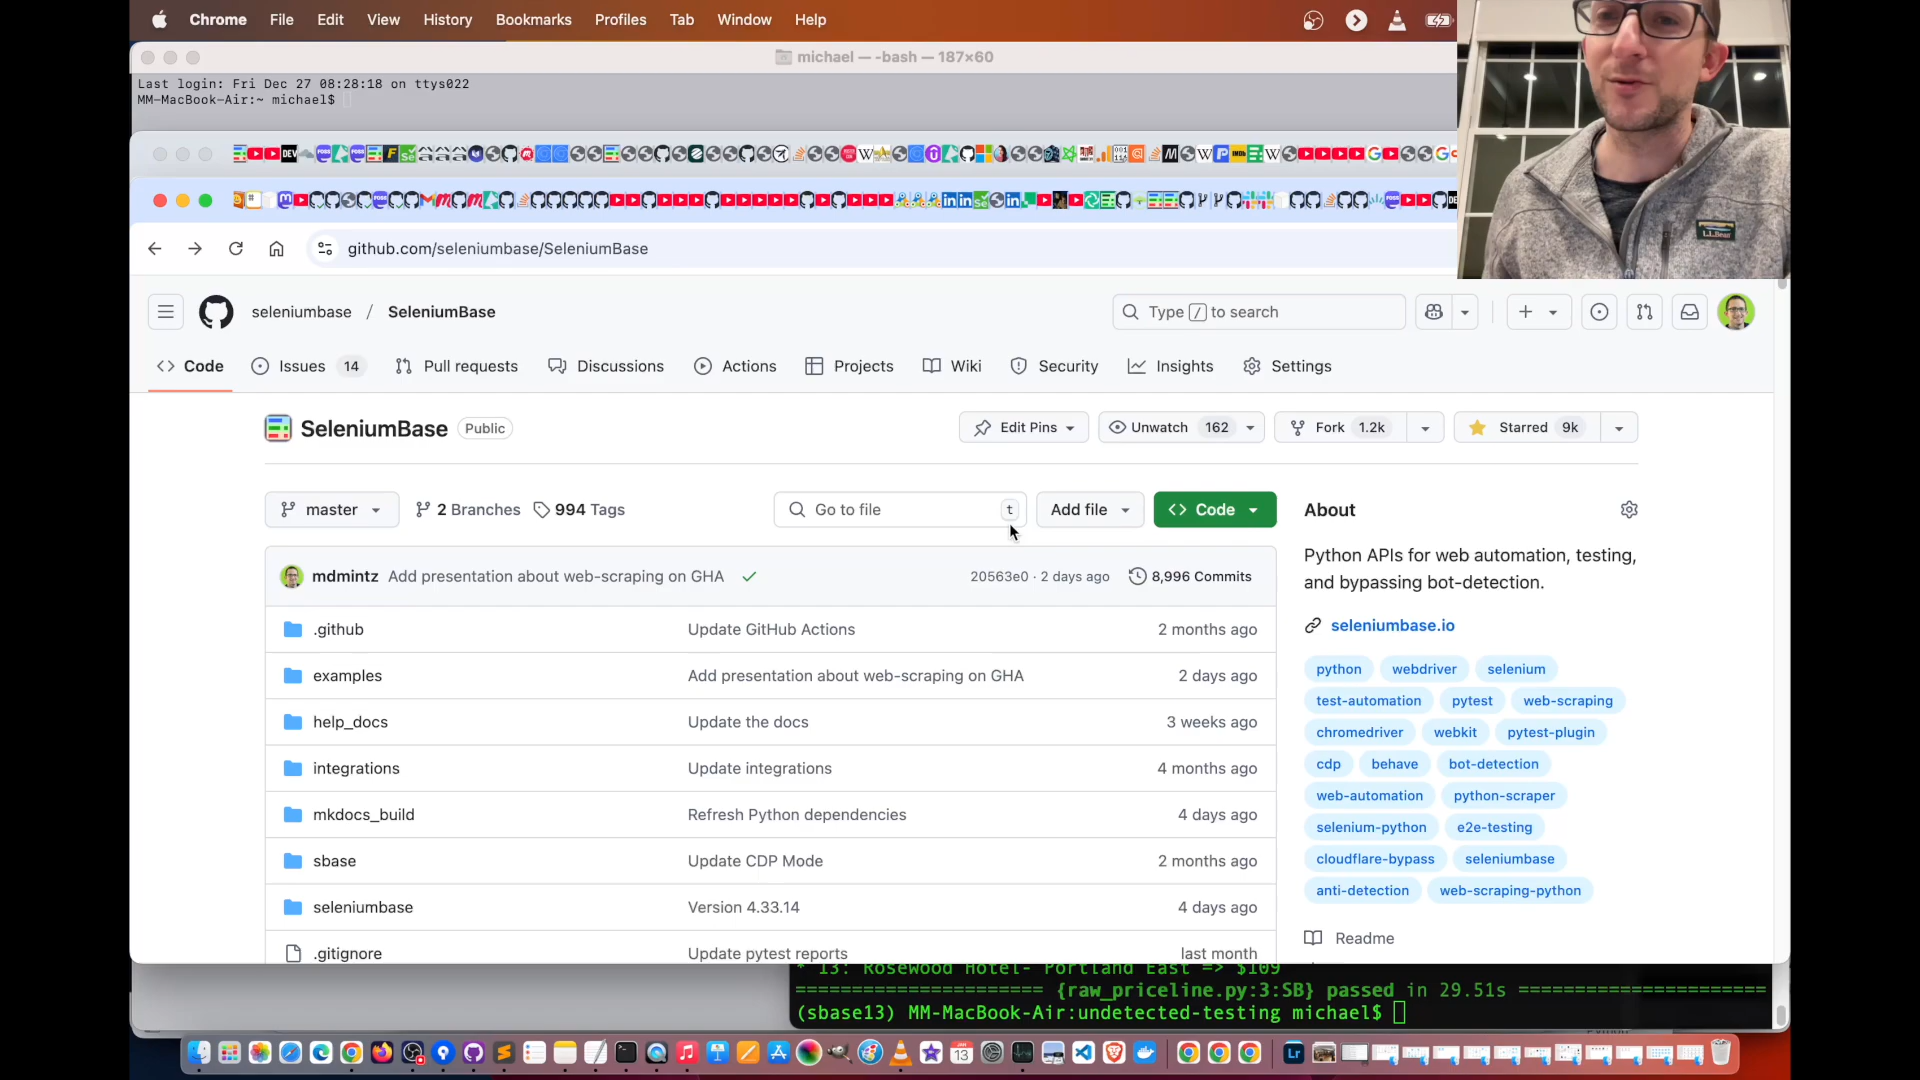 Chrome File Edit View History Bookmarks Profiles Tab Window Help
michael — -bash — 187×60
Last login: Fri Dec 27 08:28:18 on ttys022
MM-MacBook-Air:~ michael$
github.com/seleniumbase/SeleniumBase
seleniumbase / SeleniumBase
Type / to search
Code Issues 14 Pull requests Discussions Actions Projects Wiki Security Insights Settings
SeleniumBase Public
Edit Pins Unwatch 162 Fork 1.2k Starred 9k
master 2 Branches 994 Tags
Go to file t Add file Code
About
mdmintz Add presentation about web-scraping on GHA 20563e0 · 2 days ago 8,996 Commits
.github Update GitHub Actions 2 months ago
examples Add presentation about web-scraping on GHA 2 days ago
help_docs Update the docs 3 weeks ago
integrations Update integrations 4 months ago
mkdocs_build Refresh Python dependencies 4 days ago
sbase Update CDP Mode 2 months ago
seleniumbase Version 4.33.14 4 days ago
.gitignore Update pytest reports last month
Python APIs for web automation, testing,
and bypassing bot-detection.
seleniumbase.io
python webdriver selenium
test-automation pytest web-scraping
chromedriver webkit pytest-plugin
cdp behave bot-detection
web-automation python-scraper
selenium-python e2e-testing
cloudflare-bypass seleniumbase
anti-detection web-scraping-python
Readme
* 13: Rosewood Hotel- Portland East => $109
====================== {raw_priceline.py:3:SB} passed in 29.51s ======================
(sbase13) MM-MacBook-Air:undetected-testing michael$
L.L.Bean